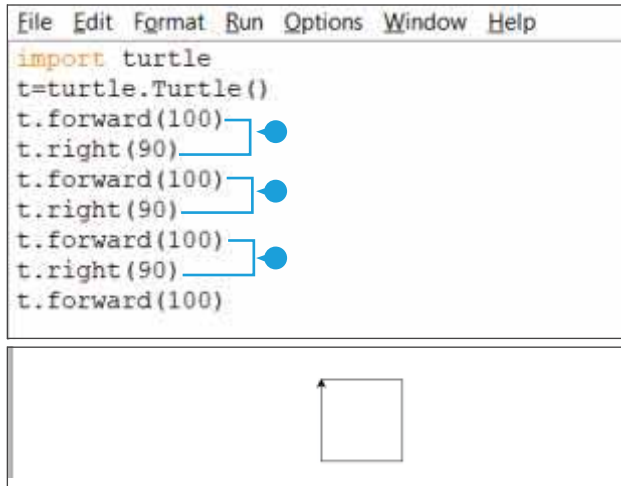 File Edit Format Run Options Window Help
import turtle
t=turtle.Turtle()
t.forward(100)
t.right(90)
t.forward(100)
t.right(90)
t.forward(100)
t.right(90)
t.forward(100)